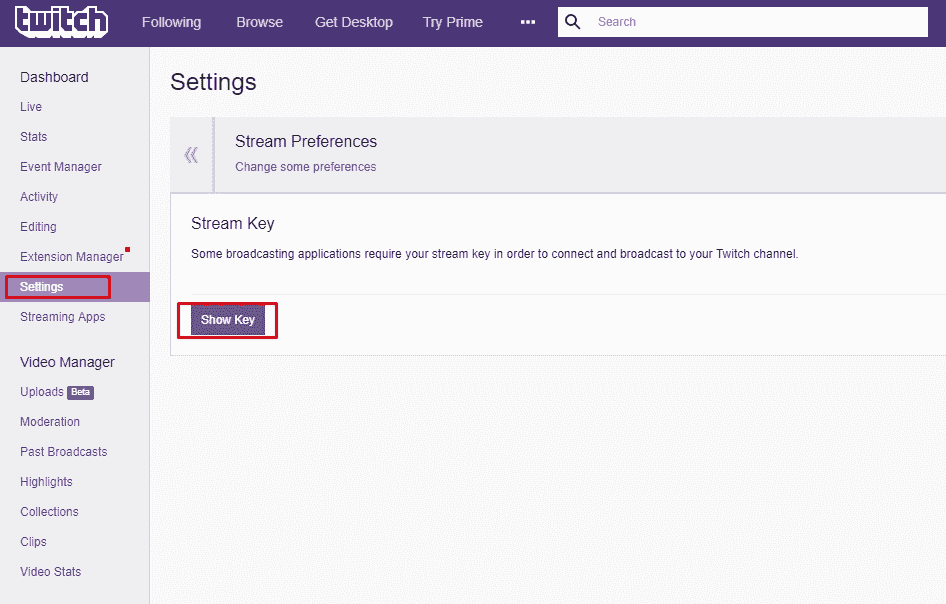 twitch Following Browse Get Desktop Try Prime ••• Search
Dashboard
Live
Stats
Event Manager
Activity
Editing
Extension Manager
Settings
Streaming Apps
Video Manager
Uploads Beta
Moderation
Past Broadcasts
Highlights
Collections
Clips
Video Stats
Settings
Stream Preferences
Change some preferences
Stream Key
Some broadcasting applications require your stream key in order to connect and broadcast to your Twitch channel.
Show Key